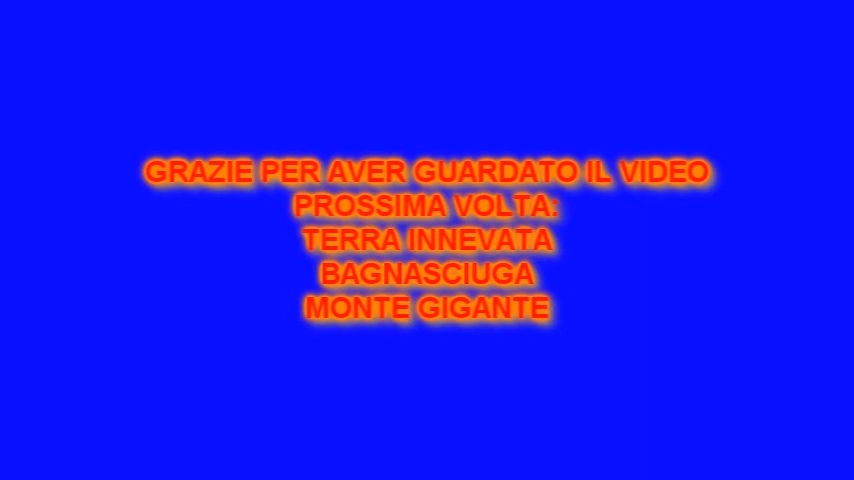 GRAZIE PER AVER GUARDATO IL VIDEO
PROSSIMA VOLTA:
TERRA INNEVATA
BAGNASCIUGA
MONTE GIGANTE